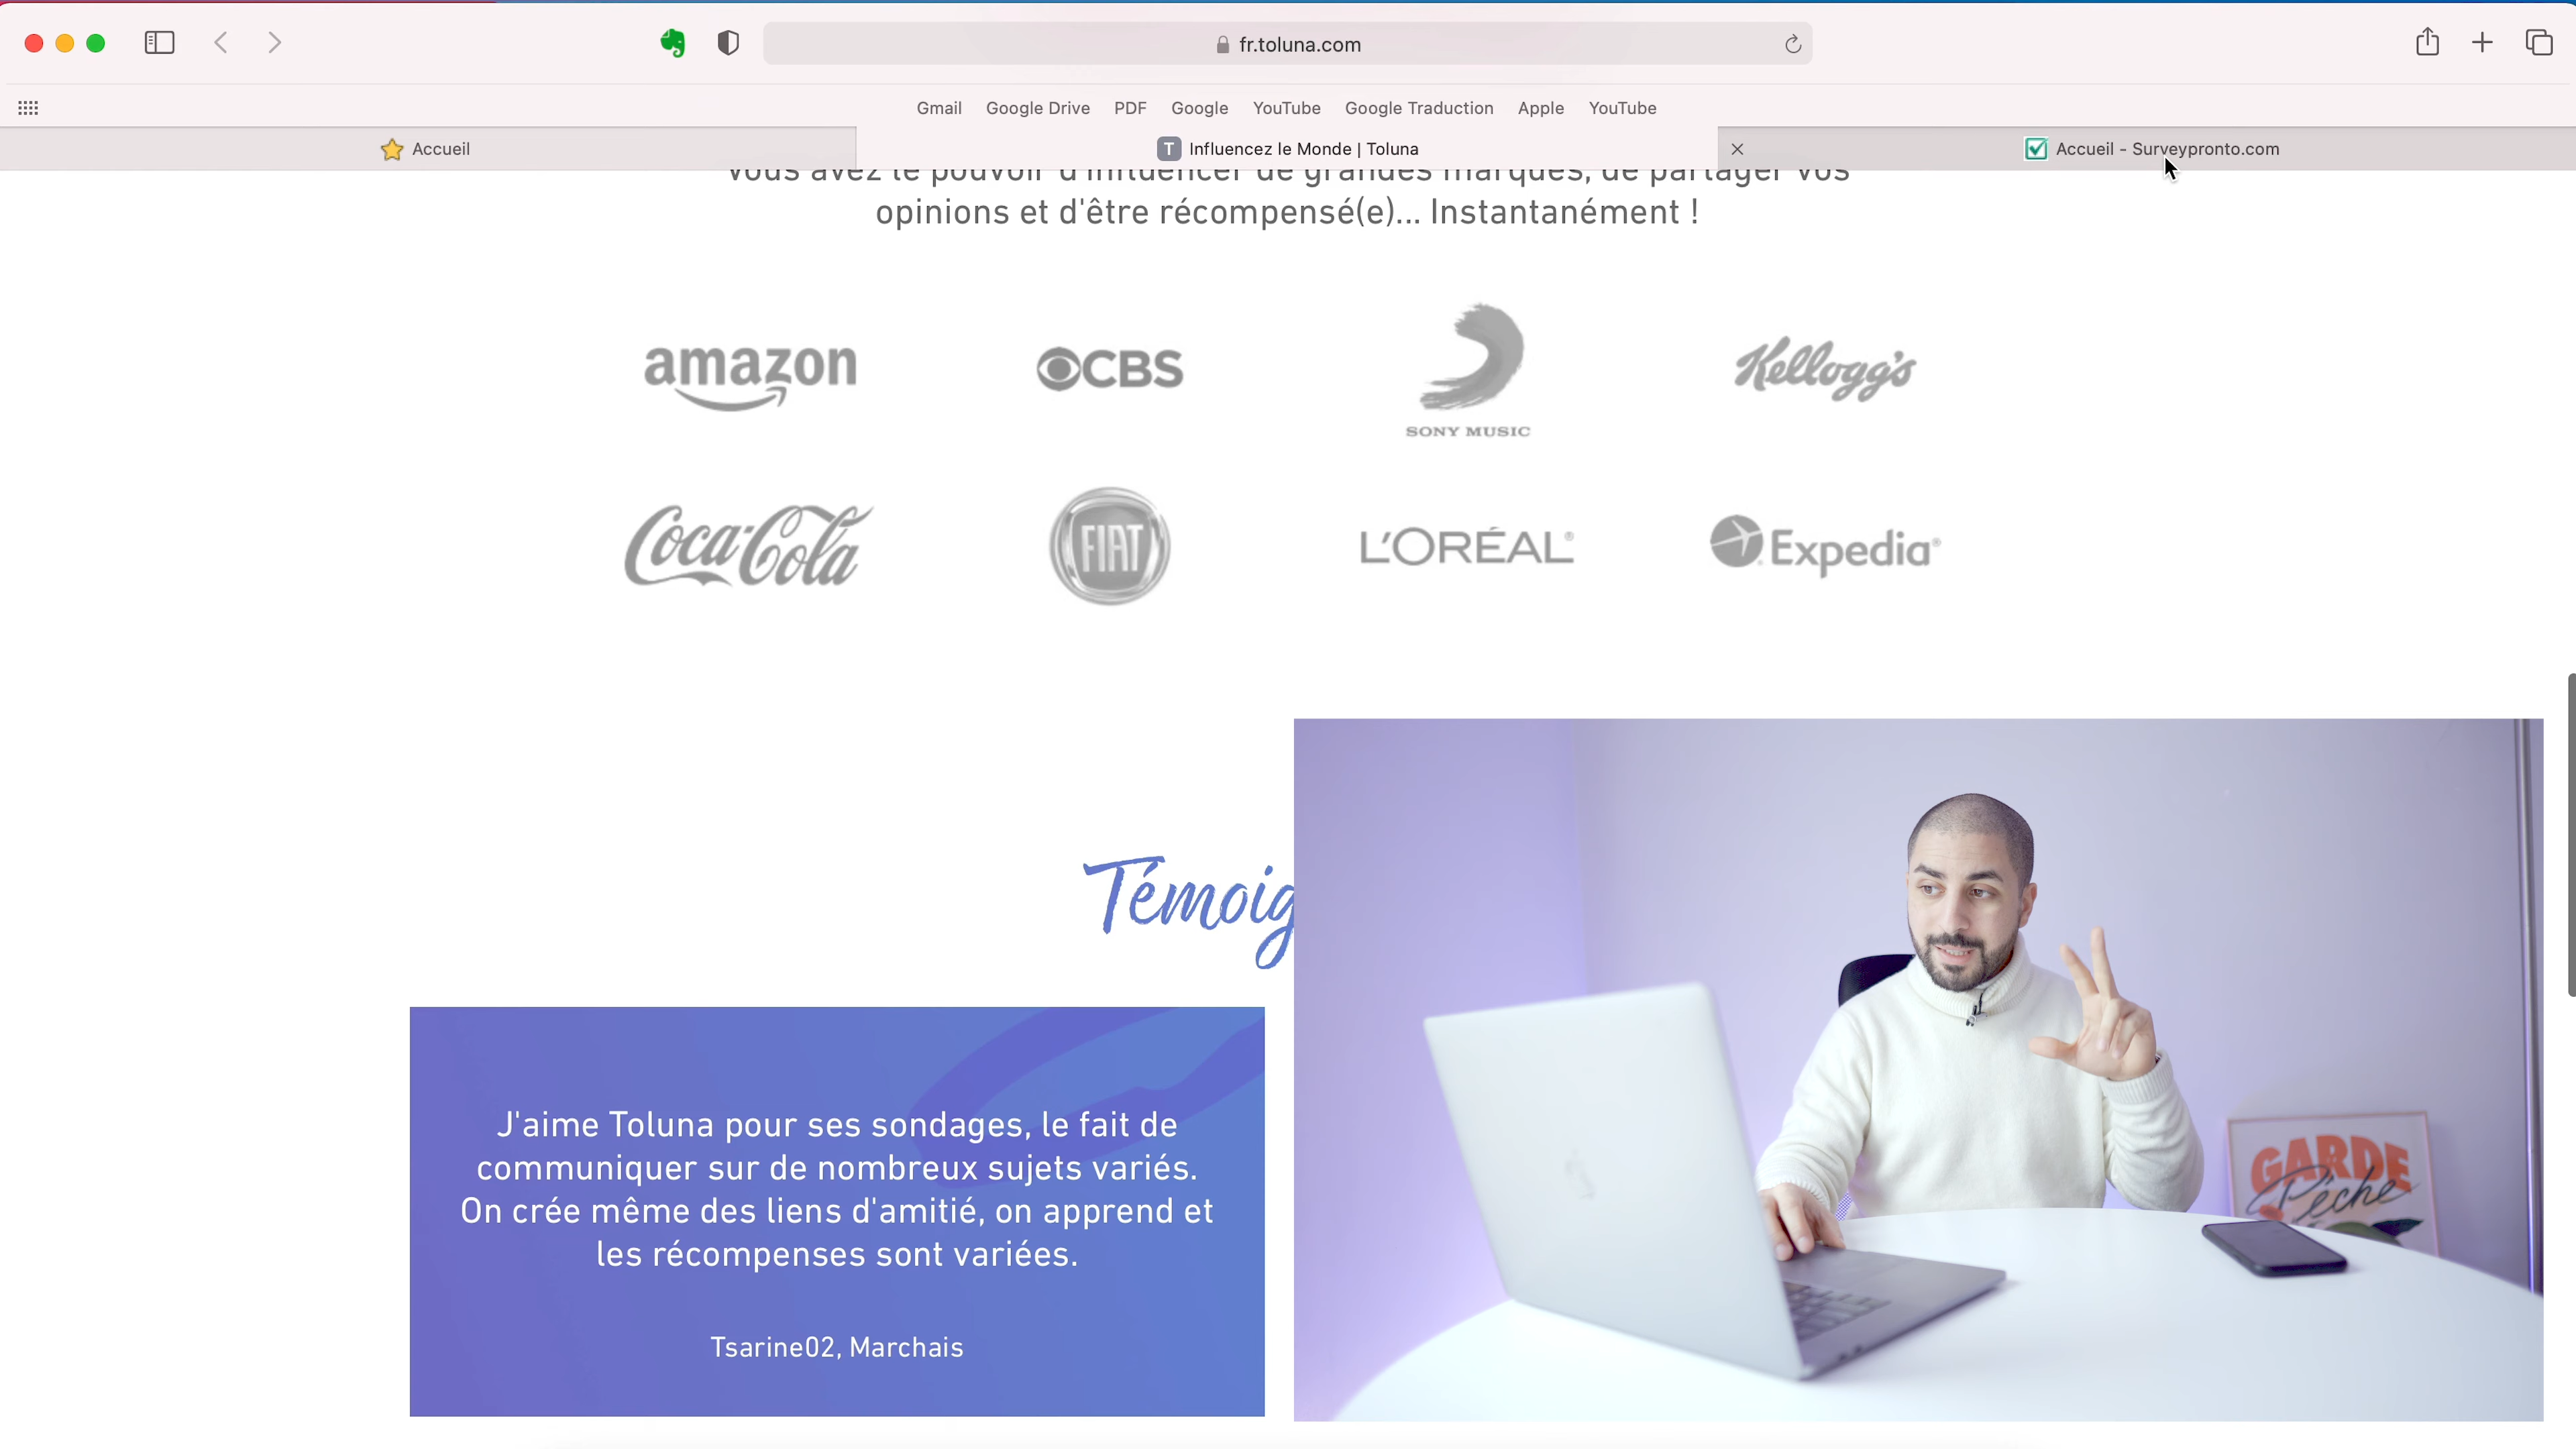 fr.toluna.com
Gmail Google Drive PDF Google YouTube Google Traduction Apple YouTube
Accueil
T Influencez le Monde | Toluna
Accueil - Surveypronto.com
vous avez le pouvoir d'influencer de grandes marques, de partager vos
opinions et d'être récompensé(e)... Instantanément !
amazon
CBS
SONY MUSIC
Kellogg's
Coca-Cola
FIAT
L'ORÉAL®
Expedia®
Témoig
J'aime Toluna pour ses sondages, le fait de
communiquer sur de nombreux sujets variés.
On crée même des liens d'amitié, on apprend et
les récompenses sont variées.
Tsarine02, Marchais
GARDE
Pêche